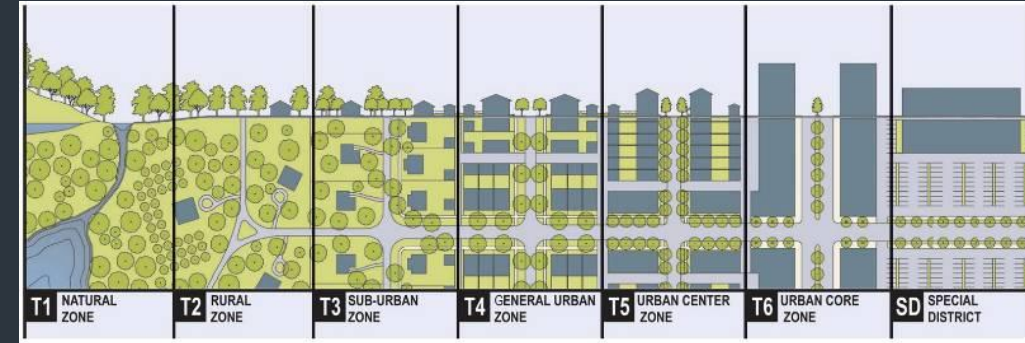 T1 NATURAL
ZONE
T2 RURAL
ZONE
T3 SUB-URBAN
ZONE
T4 GENERAL URBAN
ZONE
T5 URBAN CENTER
ZONE
T6 URBAN CORE
ZONE
SD SPECIAL
DISTRICT